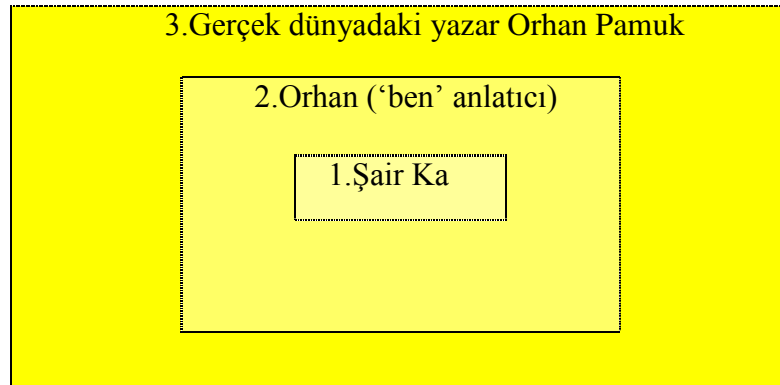 3.Gerçek dünyadaki yazar Orhan Pamuk
2.Orhan (‘ben’ anlatıcı)
1.Şair Ka